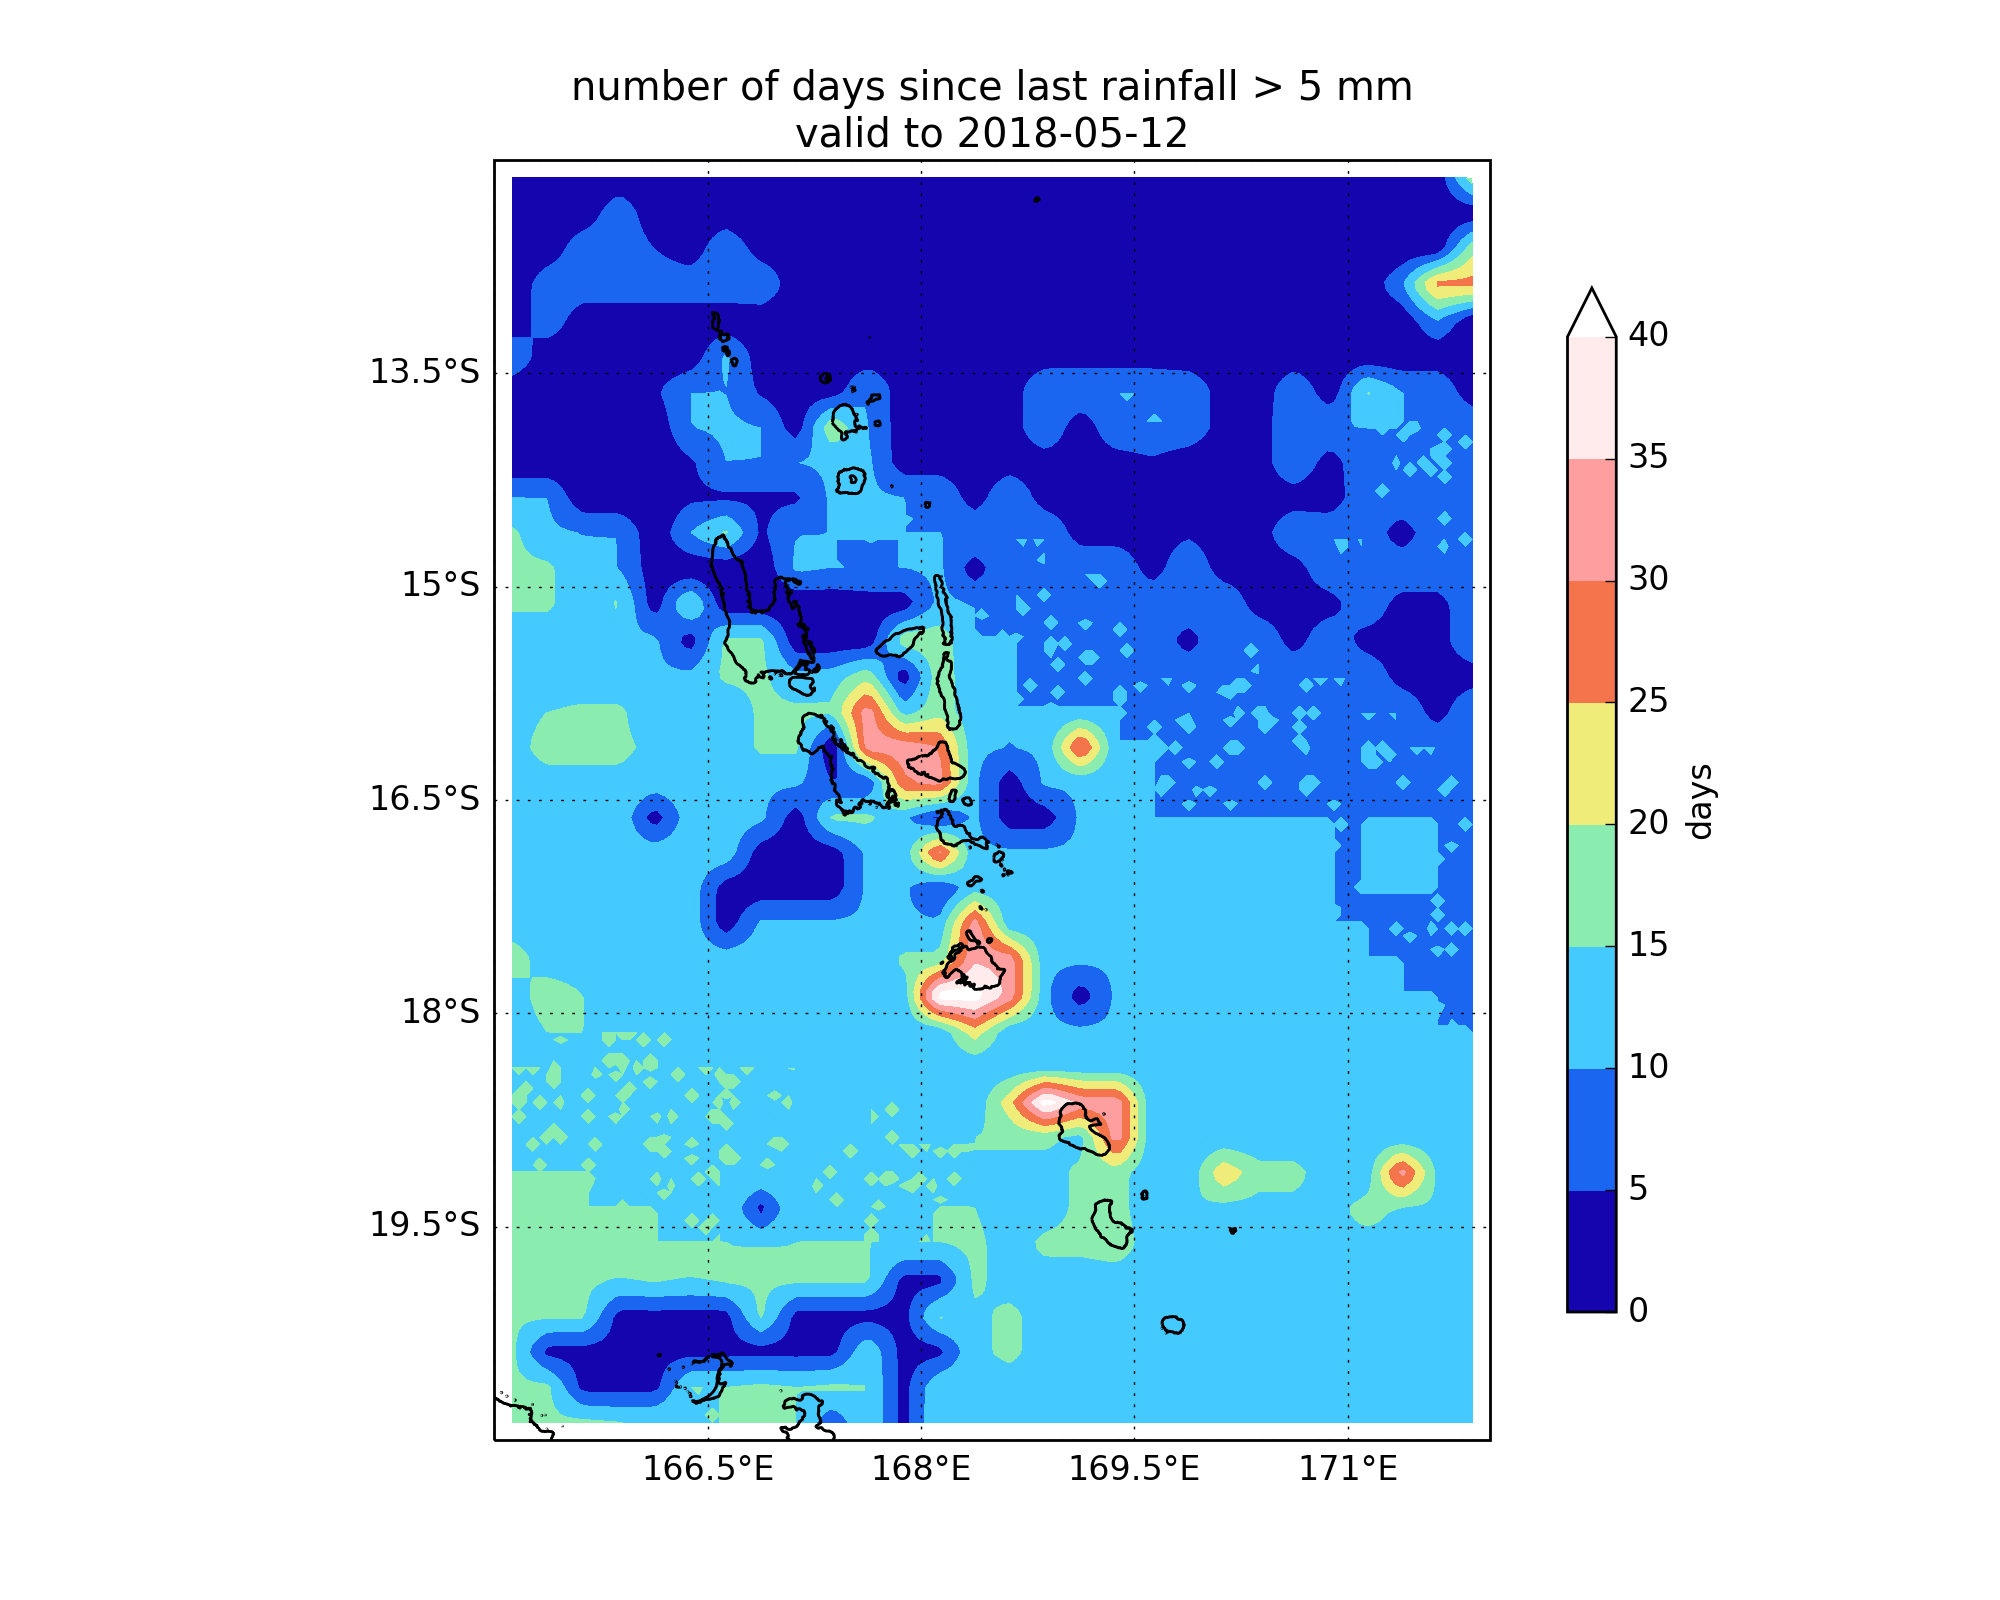 number of days since last rainfall > 5 mm
valid to 2018-05-12
13.5°S
15°S
16.5°S
18°S
19.5°S
166.5°E
168°E
169.5°E
171°E
40
35
30
25
20
15
10
5
0
days